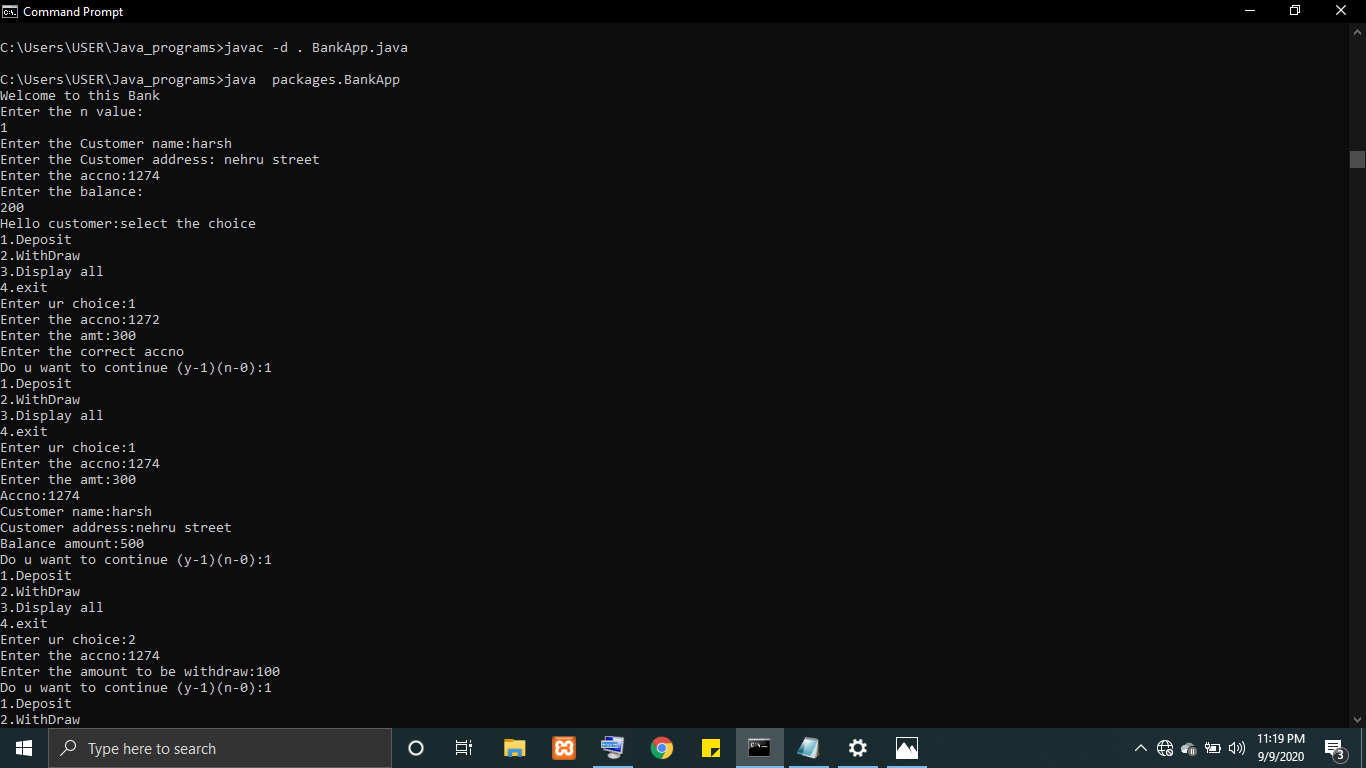 Command Prompt
C:\Users\USER\Java_programs>javac -d . BankApp.java
C:\Users\USER\Java_programs>java  packages.BankApp
Welcome to this Bank
Enter the n value:
1
Enter the Customer name:harsh
Enter the Customer address: nehru street
Enter the accno:1274
Enter the balance:
200
Hello customer:select the choice
1.Deposit
2.WithDraw
3.Display all
4.exit
Enter ur choice:1
Enter the accno:1272
Enter the amt:300
Enter the correct accno
Do u want to continue (y-1)(n-0):1
1.Deposit
2.WithDraw
3.Display all
4.exit
Enter ur choice:1
Enter the accno:1274
Enter the amt:300
Accno:1274
Customer name:harsh
Customer address:nehru street
Balance amount:500
Do u want to continue (y-1)(n-0):1
1.Deposit
2.WithDraw
3.Display all
4.exit
Enter ur choice:2
Enter the accno:1274
Enter the amount to be withdraw:100
Do u want to continue (y-1)(n-0):1
1.Deposit
2.WithDraw
Type here to search
11:19 PM
9/9/2020
3